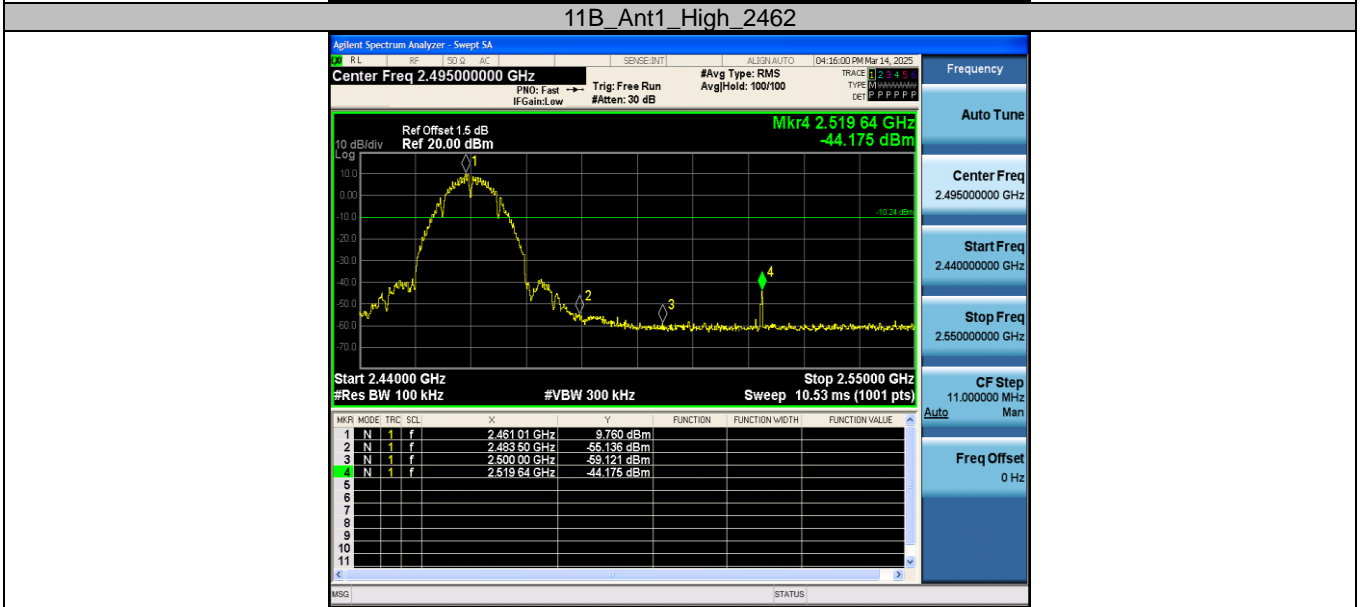 11B_Ant1_High_2462
Agilent Spectrum Analyzer - Swept SA
RL RF 50 Ω AC SENSE:INT ALIGN AUTO 04:16:00 PM Mar 14, 2025
Center Freq 2.495000000 GHz
PNO: Fast
IFGain:Low
Trig: Free Run
#Atten: 30 dB
#Avg Type: RMS
Avg|Hold: 100/100
TRACE 1 2 3 4 5 6
TYPE M
DET P P P P P P
Mkr4 2.519 64 GHz
-44.175 dBm
Ref Offset 1.5 dB
10 dB/div Ref 20.00 dBm
Log
10.0
0.00
-10.0
-20.0
-30.0
-40.0
-50.0
-60.0
-70.0
1
2
3
4
-10.24 dBm
Start 2.44000 GHz Stop 2.55000 GHz
#Res BW 100 kHz #VBW 300 kHz Sweep 10.53 ms (1001 pts)
MKR MODE TRC SCL X Y FUNCTION FUNCTION WIDTH FUNCTION VALUE
1 N 1 f 2.461 01 GHz 9.760 dBm
2 N 1 f 2.483 50 GHz -55.136 dBm
3 N 1 f 2.500 00 GHz -59.121 dBm
4 N 1 f 2.519 64 GHz -44.175 dBm
5
6
7
8
9
10
11
MSG STATUS
Frequency
Auto Tune
Center Freq
2.495000000 GHz
Start Freq
2.440000000 GHz
Stop Freq
2.550000000 GHz
CF Step
11.000000 MHz
Auto Man
Freq Offset
0 Hz